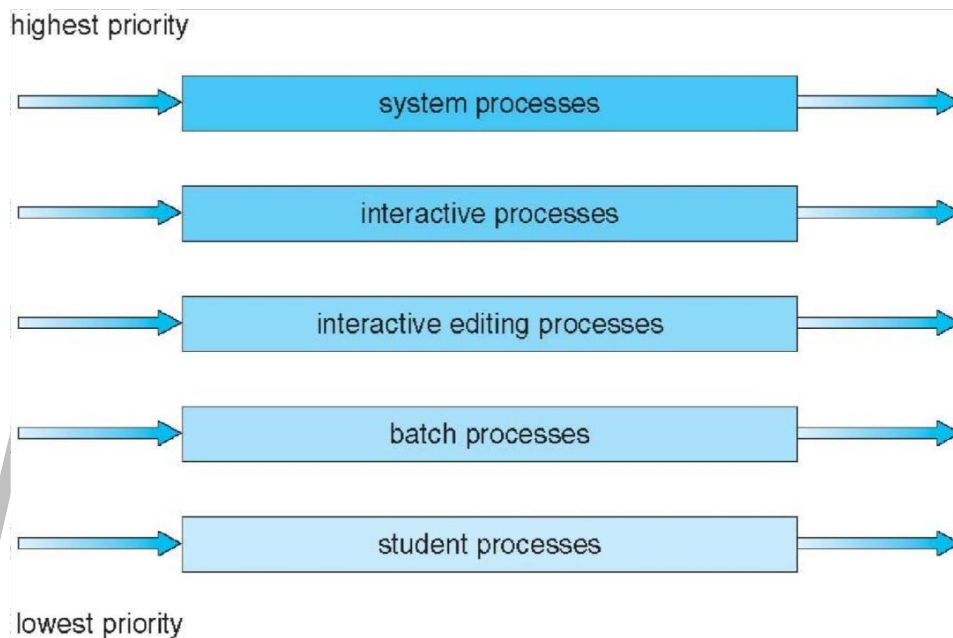 highest priority
system processes
interactive processes
interactive editing processes
batch processes
student processes
lowest priority